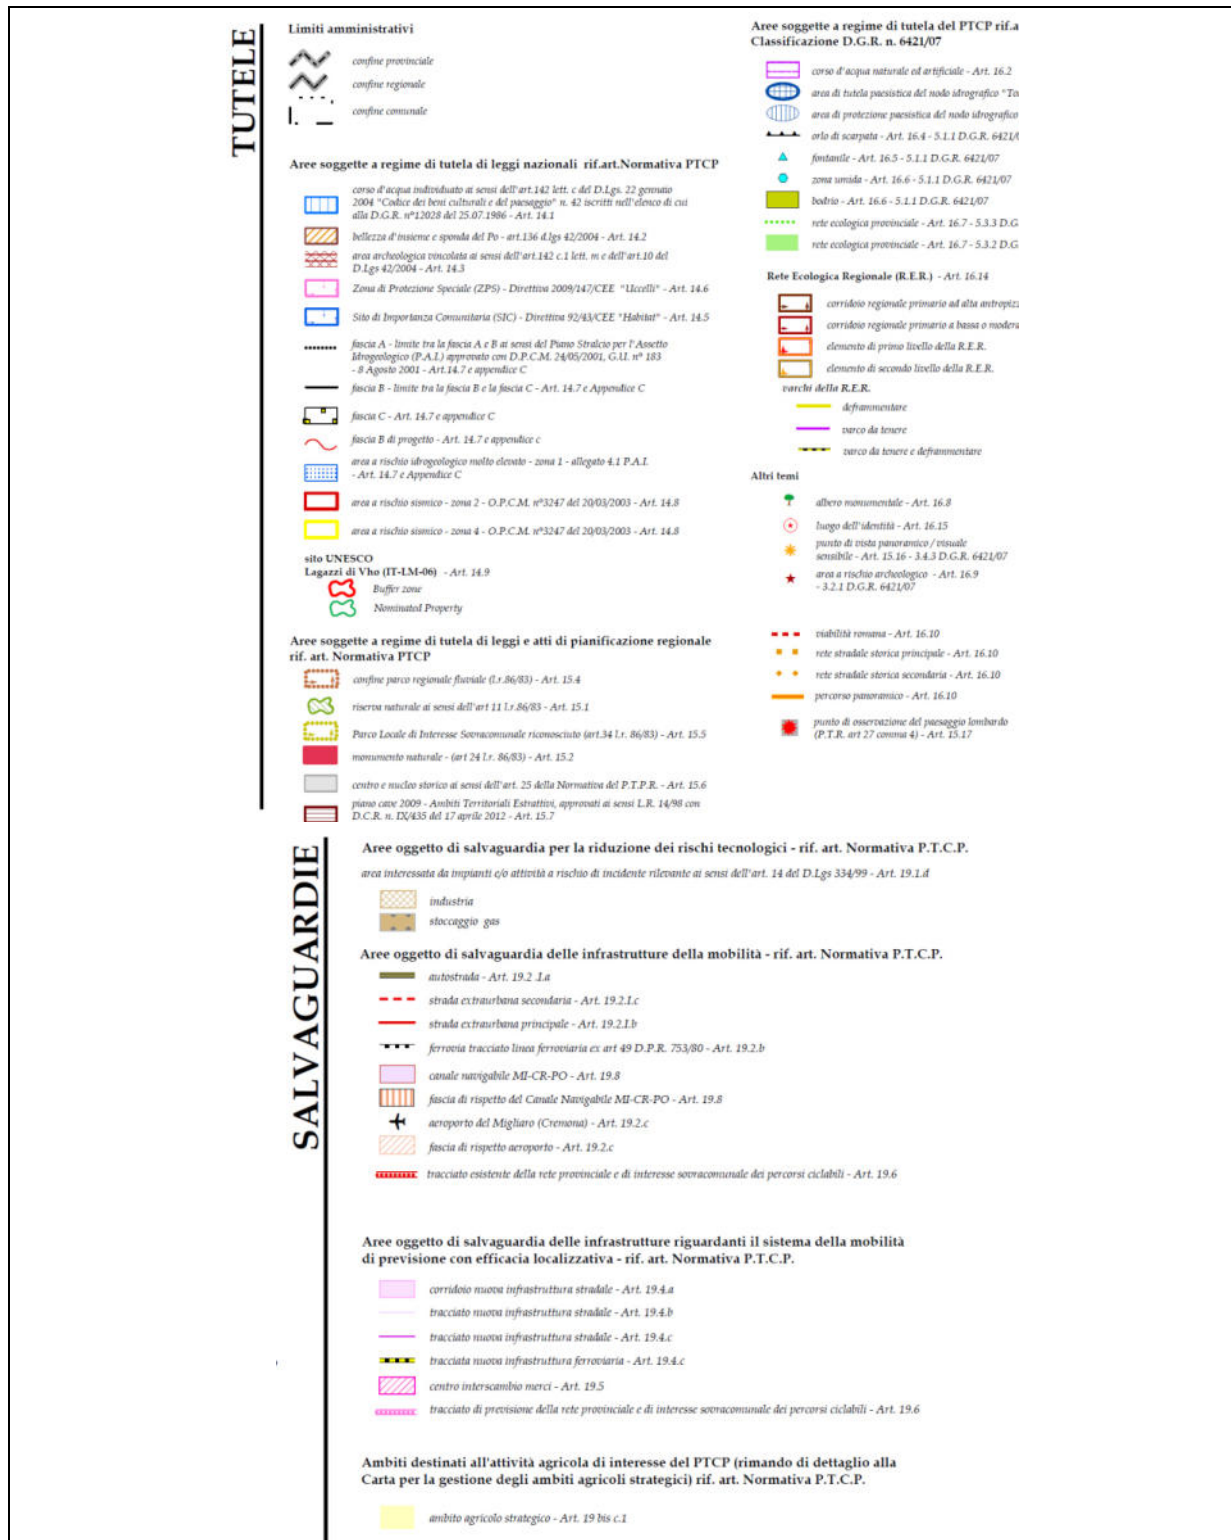 TUTELE
Limiti amministrativi
confine provinciale
confine regionale
confine comunale
Aree soggette a regime di tutela di leggi nazionali rif.art.Normativa PTCP
corso d'acqua individuato ai sensi dell'art.142 lett. c del D.Lgs. 22 gennaio
2004 "Codice dei beni culturali e del paesaggio" n. 42 iscritti nell'elenco di cui
alla D.G.R. n°12028 del 25.07.1986 - Art. 14.1
bellezza d'insieme e sponda del Po - art.136 d.lgs 42/2004 - Art. 14.2
area archeologica vincolata ai sensi dell'art.142 c.1 lett. m e dell'art.10 del
D.Lgs 42/2004 - Art. 14.3
Zona di Protezione Speciale (ZPS) - Direttiva 2009/147/CEE "Uccelli" - Art. 14.6
Sito di Importanza Comunitaria (SIC) - Direttiva 92/43/CEE "Habitat" - Art. 14.5
fascia A - limite tra la fascia A e B ai sensi del Piano Stralcio per l'Assetto
Idrogeologico (P.A.I.) approvato con D.P.C.M. 24/05/2001, G.U. n° 183
- 8 Agosto 2001 - Art.14.7 e appendice C
fascia B - limite tra la fascia B e la fascia C - Art. 14.7 e Appendice C
fascia C - Art. 14.7 e appendice C
fascia B di progetto - Art. 14.7 e appendice c
area a rischio idrogeologico molto elevato - zona 1 - allegato 4.1 P.A.I.
- Art. 14.7 e Appendice C
area a rischio sismico - zona 2 - O.P.C.M. n°3247 del 20/03/2003 - Art. 14.8
area a rischio sismico - zona 4 - O.P.C.M. n°3247 del 20/03/2003 - Art. 14.8
sito UNESCO
Lagazzi di Vho (IT-LM-06) - Art. 14.9
Buffer zone
Nominated Property
Aree soggette a regime di tutela di leggi e atti di pianificazione regionale
rif. art. Normativa PTCP
confine parco regionale fluviale (l.r.86/83) - Art. 15.4
riserva naturale ai sensi dell'art 11 l.r.86/83 - Art. 15.1
Parco Locale di Interesse Sovracomunale riconosciuto (art.34 l.r. 86/83) - Art. 15.5
monumento naturale - (art 24 l.r. 86/83) - Art. 15.2
centro e nucleo storico ai sensi dell'art. 25 della Normativa del P.T.P.R. - Art. 15.6
piano cave 2009 - Ambiti Territoriali Estrattivi, approvati ai sensi L.R. 14/98 con
D.C.R. n. IX/435 del 17 aprile 2012 - Art. 15.7
Aree soggette a regime di tutela del PTCP rif.a
Classificazione D.G.R. n. 6421/07
corso d'acqua naturale ed artificiale - Art. 16.2
area di tutela paesistica del nodo idrografico "To
area di protezione paesistica del nodo idrografico
orlo di scarpata - Art. 16.4 - 5.1.1 D.G.R. 6421/0
fontanile - Art. 16.5 - 5.1.1 D.G.R. 6421/07
zona umida - Art. 16.6 - 5.1.1 D.G.R. 6421/07
bodrio - Art. 16.6 - 5.1.1 D.G.R. 6421/07
rete ecologica provinciale - Art. 16.7 - 5.3.3 D.G
rete ecologica provinciale - Art. 16.7 - 5.3.2 D.G
Rete Ecologica Regionale (R.E.R.) - Art. 16.14
corridoio regionale primario ad alta antropizz
corridoio regionale primario a bassa o modera
elemento di primo livello della R.E.R.
elemento di secondo livello della R.E.R.
varchi della R.E.R.
deframmentare
varco da tenere
varco da tenere e deframmentare
Altri temi
albero monumentale - Art. 16.8
luogo dell'identità - Art. 16.15
punto di vista panoramico / visuale
sensibile - Art. 15.16 - 3.4.3 D.G.R. 6421/07
area a rischio archeologico - Art. 16.9
- 3.2.1 D.G.R. 6421/07
viabilità romana - Art. 16.10
rete stradale storica principale - Art. 16.10
rete stradale storica secondaria - Art. 16.10
percorso panoramico - Art. 16.10
punto di osservazione del paesaggio lombardo
(P.T.R. art 27 comma 4) - Art. 15.17
SALVAGUARDIE
Aree oggetto di salvaguardia per la riduzione dei rischi tecnologici - rif. art. Normativa P.T.C.P.
area interessata da impianti e/o attività a rischio di incidente rilevante ai sensi dell'art. 14 del D.Lgs 334/99 - Art. 19.1.d
industria
stoccaggio gas
Aree oggetto di salvaguardia delle infrastrutture della mobilità - rif. art. Normativa P.T.C.P.
autostrada - Art. 19.2 .I.a
strada extraurbana secondaria - Art. 19.2.I.c
strada extraurbana principale - Art. 19.2.I.b
ferrovia tracciato linea ferroviaria ex art 49 D.P.R. 753/80 - Art. 19.2.b
canale navigabile MI-CR-PO - Art. 19.8
fascia di rispetto del Canale Navigabile MI-CR-PO - Art. 19.8
aeroporto del Migliaro (Cremona) - Art. 19.2.c
fascia di rispetto aeroporto - Art. 19.2.c
tracciato esistente della rete provinciale e di interesse sovracomunale dei percorsi ciclabili - Art. 19.6
Aree oggetto di salvaguardia delle infrastrutture riguardanti il sistema della mobilità
di previsione con efficacia localizzativa - rif. art. Normativa P.T.C.P.
corridoio nuova infrastruttura stradale - Art. 19.4.a
tracciato nuova infrastruttura stradale - Art. 19.4.b
tracciato nuova infrastruttura stradale - Art. 19.4.c
tracciata nuova infrastruttura ferroviaria - Art. 19.4.c
centro interscambio merci - Art. 19.5
tracciato di previsione della rete provinciale e di interesse sovracomunale dei percorsi ciclabili - Art. 19.6
Ambiti destinati all'attività agricola di interesse del PTCP (rimando di dettaglio alla
Carta per la gestione degli ambiti agricoli strategici) rif. art. Normativa P.T.C.P.
ambito agricolo strategico - Art. 19 bis c.1